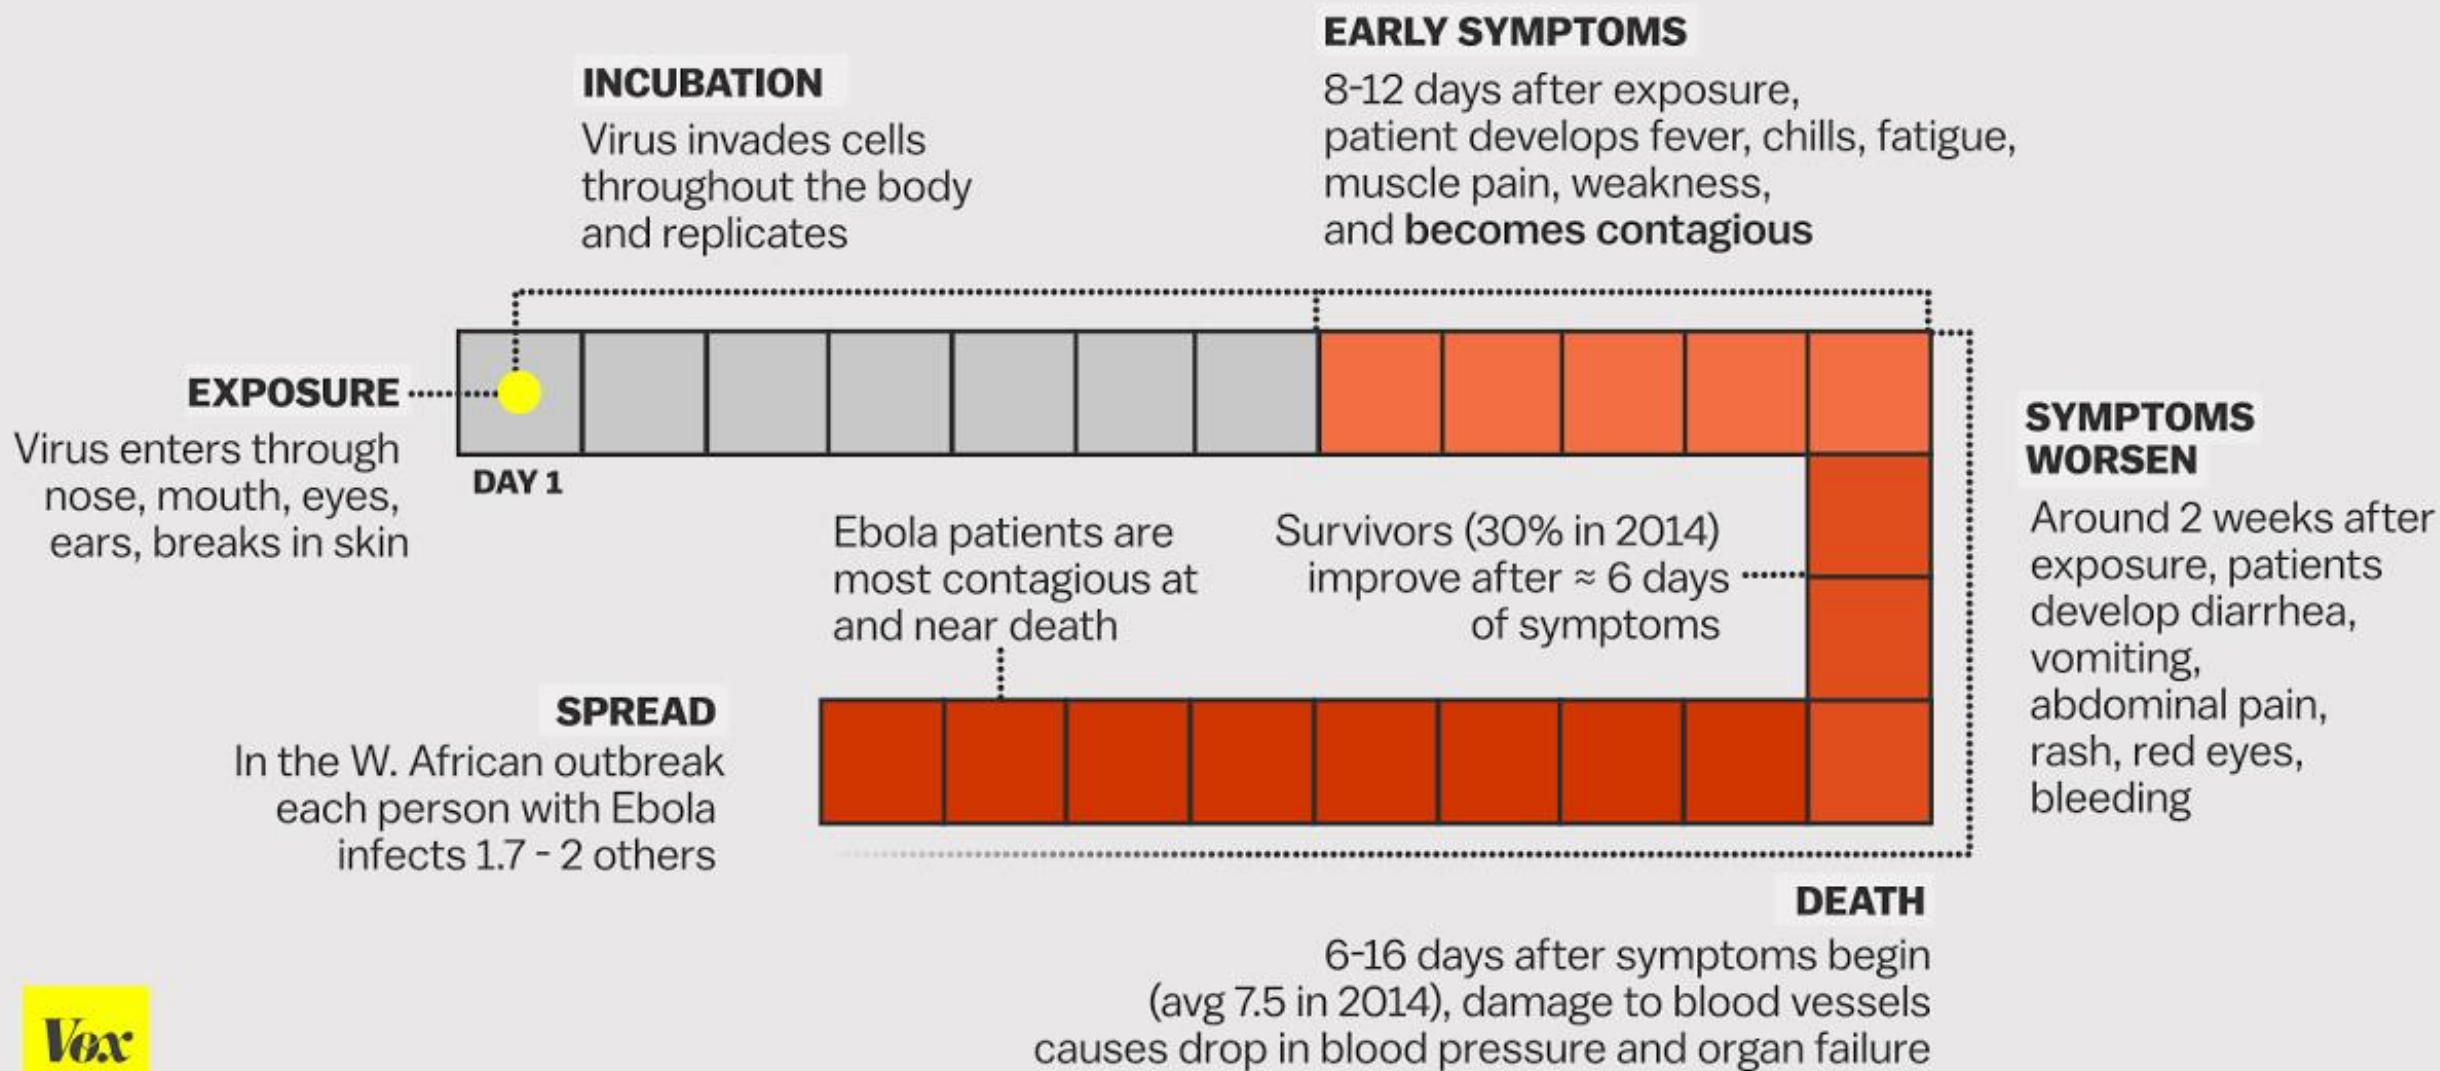 EARLY SYMPTOMS
8-12 days after exposure,
patient develops fever, chills, fatigue,
muscle pain, weakness,
and becomes contagious
INCUBATION
Virus invades cells
throughout the body
and replicates
EXPOSURE
Virus enters through
nose, mouth, eyes,
ears, breaks in skin
DAY 1
SYMPTOMS
WORSEN
Around 2 weeks after
exposure, patients
develop diarrhea,
vomiting,
abdominal pain,
rash, red eyes,
bleeding
Survivors (30% in 2014)
improve after ≈ 6 days
of symptoms
Ebola patients are
most contagious at
and near death
SPREAD
In the W. African outbreak
each person with Ebola
infects 1.7 - 2 others
DEATH
6-16 days after symptoms begin
(avg 7.5 in 2014), damage to blood vessels
causes drop in blood pressure and organ failure
Vox